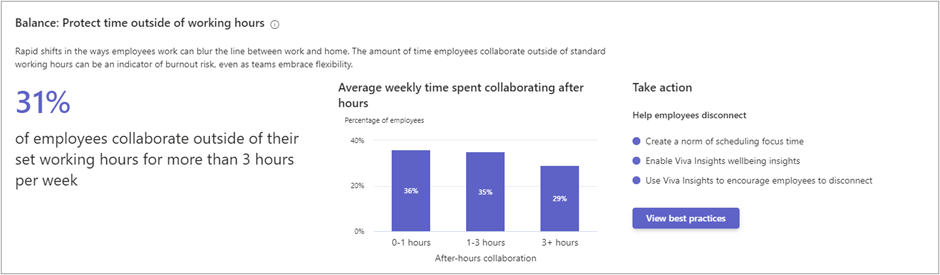 Balance: Protect time outside of working hours
Rapid shifts in the ways employees work can blur the line between work and home. The amount of time employees collaborate outside of standard
working hours can be an indicator of burnout risk, even as teams embrace flexibility.
31%
of employees collaborate outside of their
set working hours for more than 3 hours
per week
Average weekly time spent collaborating after
hours
Percentage of employees
40%
20%
0%
36%
35%
29%
0-1 hours
1-3 hours
3+ hours
After-hours collaboration
Take action
Help employees disconnect
Create a norm of scheduling focus time
Enable Viva Insights wellbeing insights
Use Viva Insights to encourage employees to disconnect
View best practices